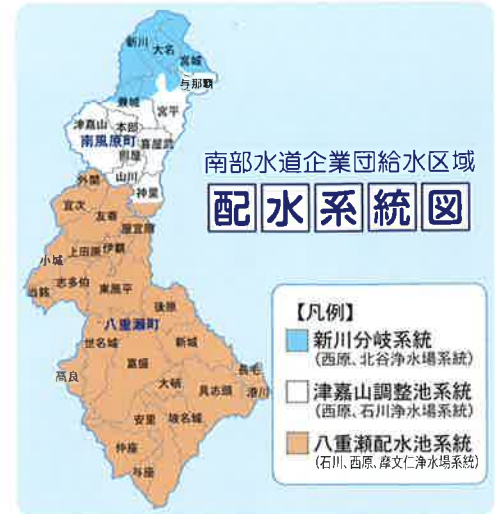 新川
大名
宮城
与那覇
兼城
宮平
津嘉山
本部
喜屋武
南風原町
照屋
山川
神里
外間
宜次
友寄
屋宜原
上田原
伊覇
小城
志多伯
当銘
東風平
後原
八重瀬町
世名城
新城
高良
富盛
長毛
大頓
具志頭
港川
安里
玻名城
仲座
与座
南部水道企業団給水区域
配水系統図
【凡例】
新川分岐系統
(西原、北谷浄水場系統)
津嘉山調整池系統
(西原、石川浄水場系統)
八重瀬配水池系統
(石川、西原、摩文仁浄水場系統)